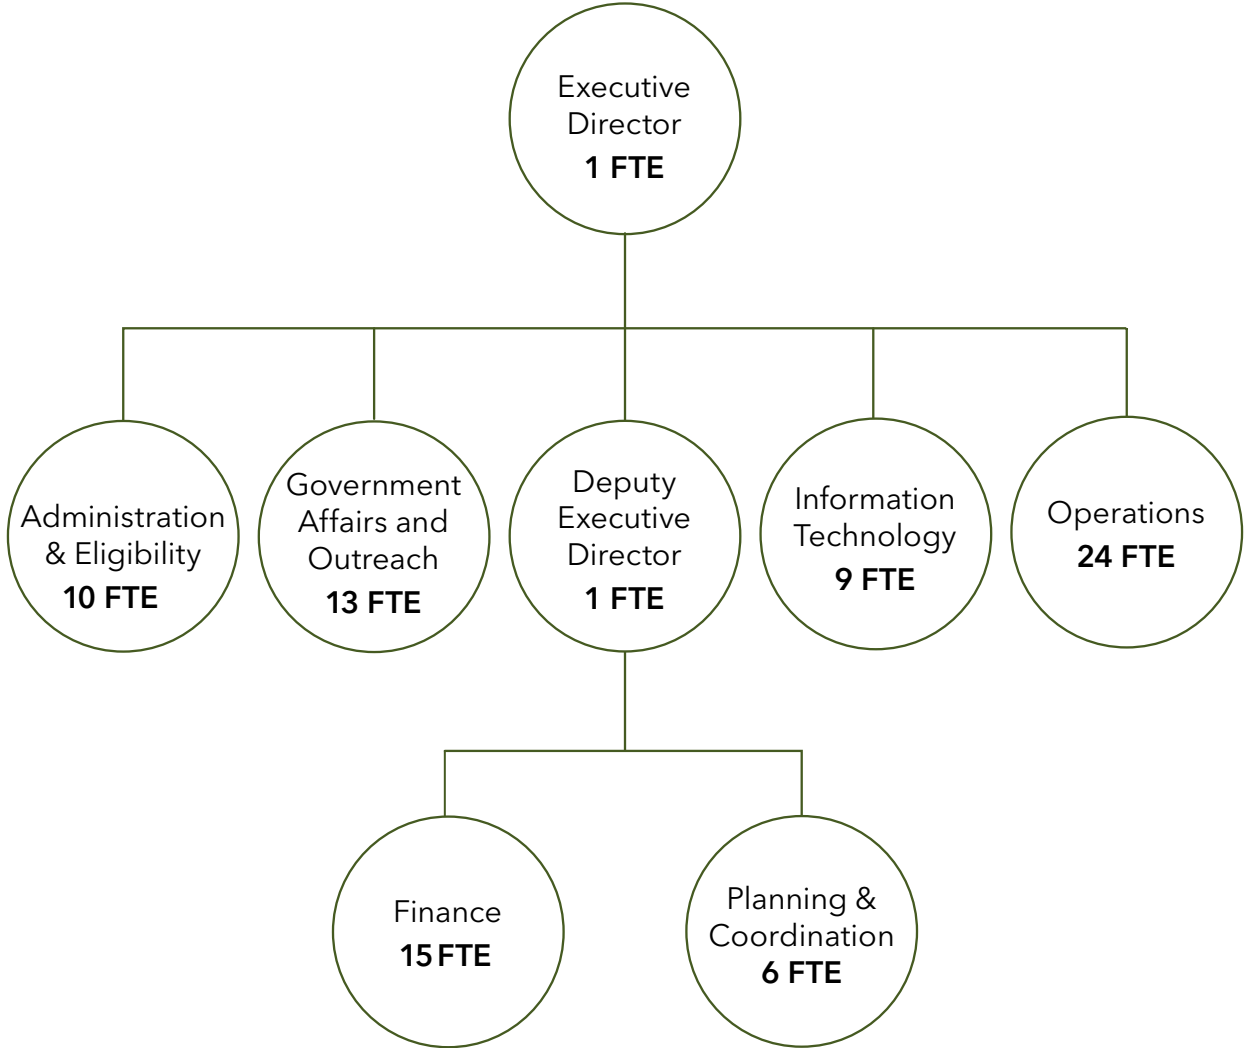 Executive
Director
1 FTE
Administration
& Eligibility
10 FTE
Government
Affairs and
Outreach
13 FTE
Deputy
Executive
Director
1 FTE
Information
Technology
9 FTE
Operations
24 FTE
Finance
15 FTE
Planning &
Coordination
6 FTE